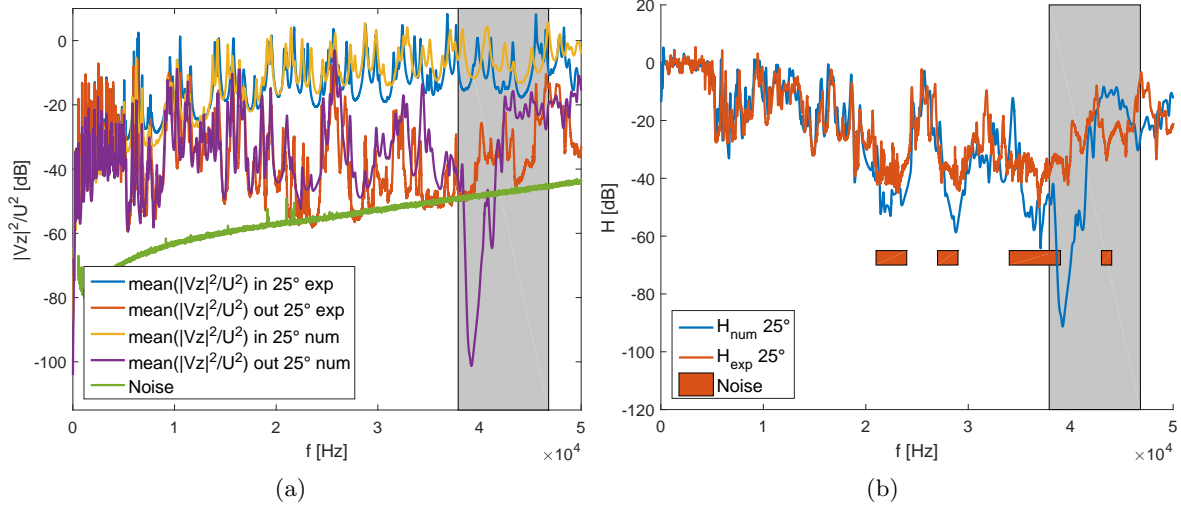 0
-20
-40
-60
-80
-100
|Vz|²/U² [dB]
mean(|Vz|²/U²) in 25° exp
mean(|Vz|²/U²) out 25° exp
mean(|Vz|²/U²) in 25° num
mean(|Vz|²/U²) out 25° num
Noise
0 1 2 3 4 5
f [Hz]
×10⁴
(a)
20
0
-20
-40
-60
-80
-100
-120
H [dB]
H_num 25°
H_exp 25°
Noise
0 1 2 3 4 5
f [Hz]
×10⁴
(b)